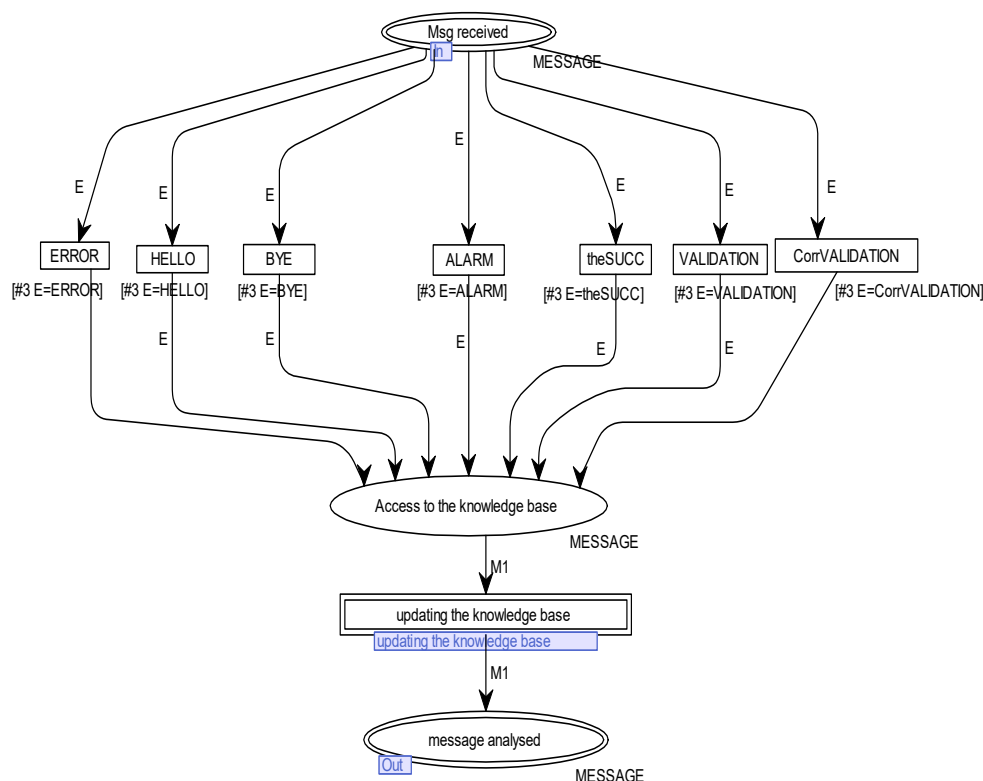 Msg received
In
MESSAGE
E
E
E
E
E
E
E
ERROR
HELLO
BYE
ALARM
theSUCC
VALIDATION
CorrVALIDATION
[#3 E=ERROR]
[#3 E=HELLO]
[#3 E=BYE]
[#3 E=ALARM]
[#3 E=theSUCC]
[#3 E=VALIDATION]
[#3 E=CorrVALIDATION]
E
E
E
E
E
Access to the knowledge base
MESSAGE
M1
updating the knowledge base
updating the knowledge base
M1
message analysed
Out
MESSAGE